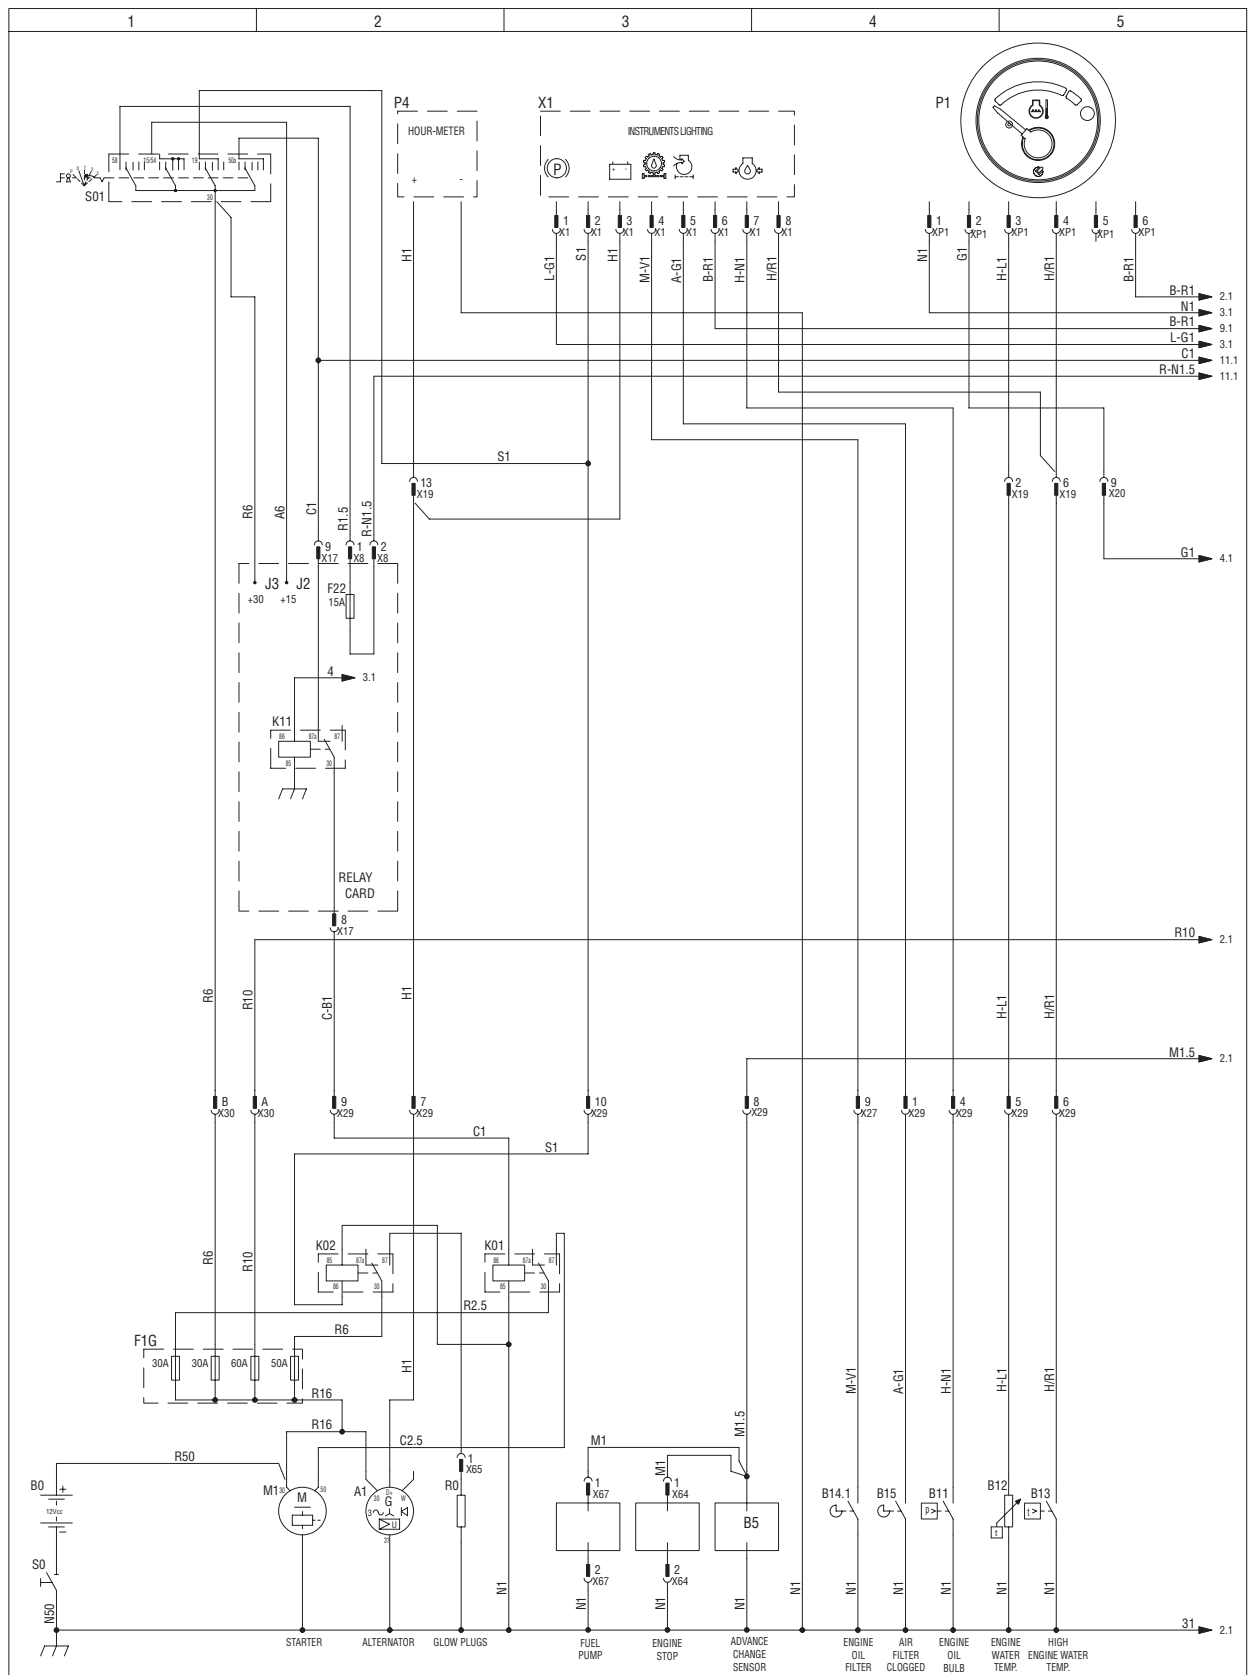 1 2 3 4 5
P4 X1 P1
HOUR-METER INSTRUMENTS LIGHTING
+ - P + -
58 15/54 19 50a
S01
30
1 X1 2 X1 3 X1 4 X1 5 X1 6 X1 7 X1 8 X1
1 XP1 2 XP1 3 XP1 4 XP1 5 XP1 6 XP1
H1 L-G1 S1 H1 M-V1 A-G1 B-R1 H-N1 H/R1 N1 G1 H-L1 H/R1 B-R1
B-R1 2.1
N1 3.1
B-R1 9.1
L-G1 3.1
C1 11.1
R-N1.5 11.1
S1
13 X19 2 X19 6 X19 9 X20
R6 A6 C1 R1.5 R-N1.5
9 X17 1 X8 2 X8
G1 4.1
J3 J2 F22
+30 +15 15A
4 3.1
K11
86 87a 87
85 30
RELAY
CARD
8 X17
R10 2.1
R6 R10 C-B1 H1 H-L1 H/R1
M1.5 2.1
B X30 A X30 9 X29 7 X29 10 X29 8 X29 9 X27 1 X29 4 X29 5 X29 6 X29
C1
S1
R6 R10
K02 K01
85 87a 87 86 87a 87
86 30 85 30
R2.5
R6
F1G
30A 30A 60A 50A
H1 M-V1 A-G1 H-N1 H-L1 H/R1
R16
R16
C2.5 M1 M1.5
R50 1 X65 M1
B0 + M1 30 50 A1 30 D+ W R0 1 X67 1 X64 B14.1 B15 B11 B12 B13
12Vcc M G 3 U B5 P> t t>
- 31
S0 2 X67 2 X64
N50 N1 N1 N1 N1 N1 N1 N1 N1 N1 N1
31 2.1
STARTER ALTERNATOR GLOW PLUGS
FUEL
PUMP
ENGINE
STOP
ADVANCE
CHANGE
SENSOR
ENGINE
OIL
FILTER
AIR
FILTER
CLOGGED
ENGINE
OIL
BULB
ENGINE
WATER
TEMP.
HIGH
ENGINE WATER
TEMP.